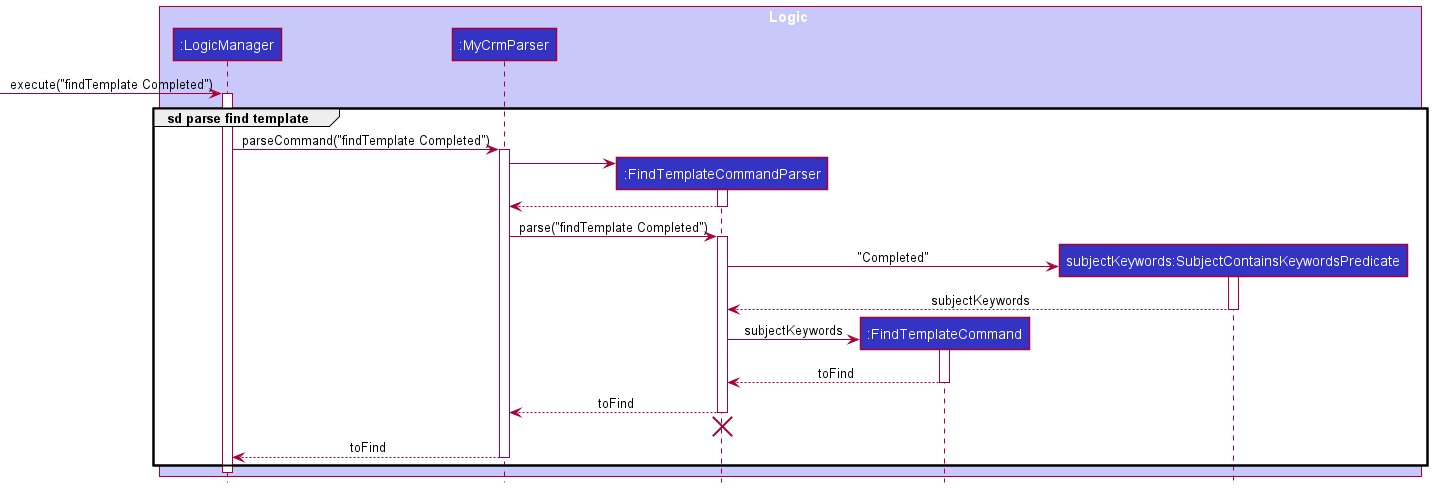 Logic
:LogicManager
:MyCrmParser
execute("findTemplate Completed")
sd parse find template
parseCommand("findTemplate Completed")
:FindTemplateCommandParser
parse("findTemplate Completed")
"Completed"
subjectKeywords:SubjectContainsKeywordsPredicate
subjectKeywords
subjectKeywords
:FindTemplateCommand
toFind
toFind
toFind